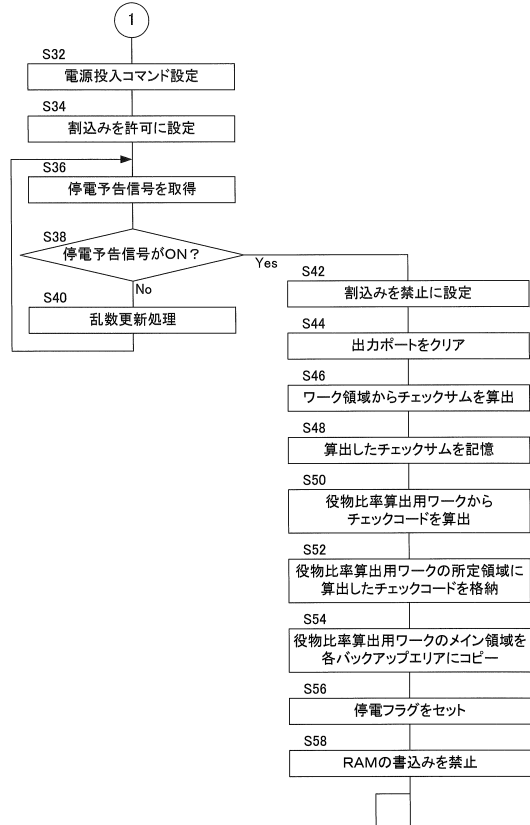 1
S32
電源投入コマンド設定
S34
割込みを許可に設定
S36
停電予告信号を取得
S38
停電予告信号がON?
Yes
No
S40
乱数更新処理
S42
割込みを禁止に設定
S44
出力ポートをクリア
S46
ワーク領域からチェックサムを算出
S48
算出したチェックサムを記憶
S50
役物比率算出用ワークから
チェックコードを算出
S52
役物比率算出用ワークの所定領域に
算出したチェックコードを格納
S54
役物比率算出用ワークのメイン領域を
各バックアップエリアにコピー
S56
停電フラグをセット
S58
RAMの書込みを禁止